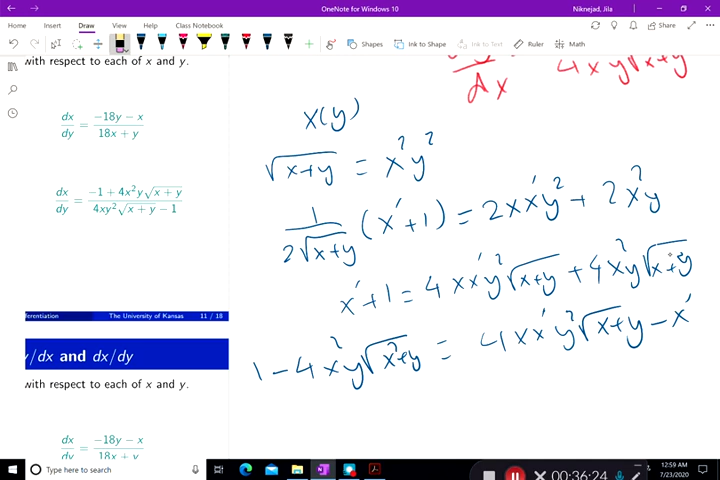 OneNote for Windows 10
Niknejad, Jila
Home Insert Draw View Help Class Notebook
Share
Shapes Ink to Shape Ink to Text Ruler Math
with respect to each of x and y.
dx/dy = (-18y - x)/(18x + y)
dx/dy = (-1 + 4x²y√(x + y))/(4xy²√(x + y - 1))
dx 4xy√x+y
x(y)
√x+y = x²y²
1/(2√x+y) (x' + 1) = 2xx'y² + 2x²y
x' + 1 = 4xx'y²√x+y + 4x²y√x+y
1 - 4x²y√x+y = 4xx'y²√x+y - x'
ferentiation The University of Kansas 11 / 18
/dx and dx/dy
with respect to each of x and y.
dx/dy = (-18y - x)/(18x + y)
Type here to search
00:36:24
12:59 AM
7/23/2020